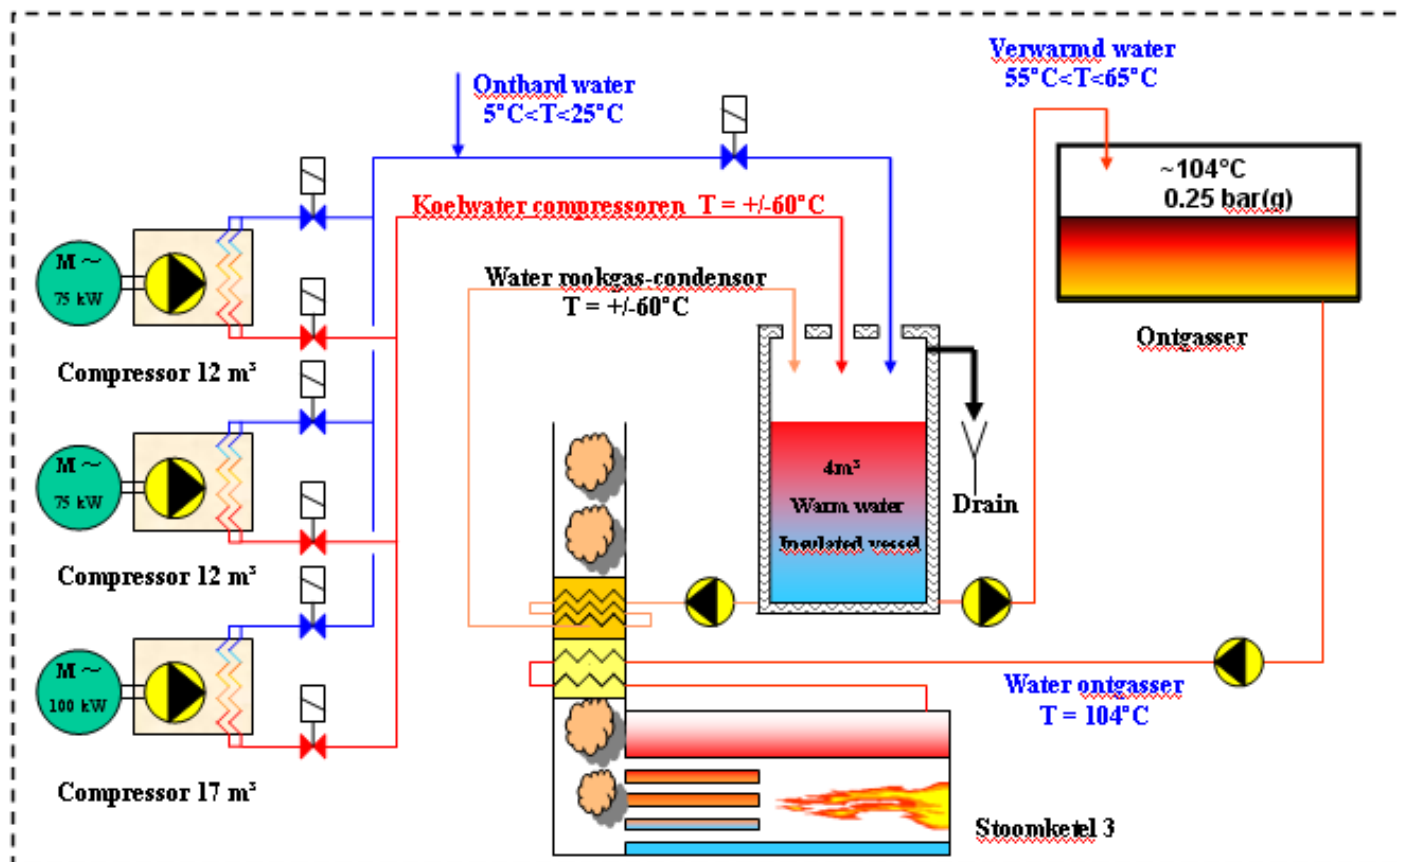 Verwarmd water
55°C<T<65°C
Onthard water
5°C<T<25°C
~104°C
0.25 bar(g)
Koelwater compressoren T = +/-60°C
M ~
75 kW
Water rookgas-condensor
T = +/-60°C
Ontgasser
Compressor 12 m³
4m³
Warm water
Insulated vessel
Drain
M ~
75 kW
Compressor 12 m³
M ~
100 kW
Water ontgasser
T = 104°C
Compressor 17 m³
Stoomketel 3